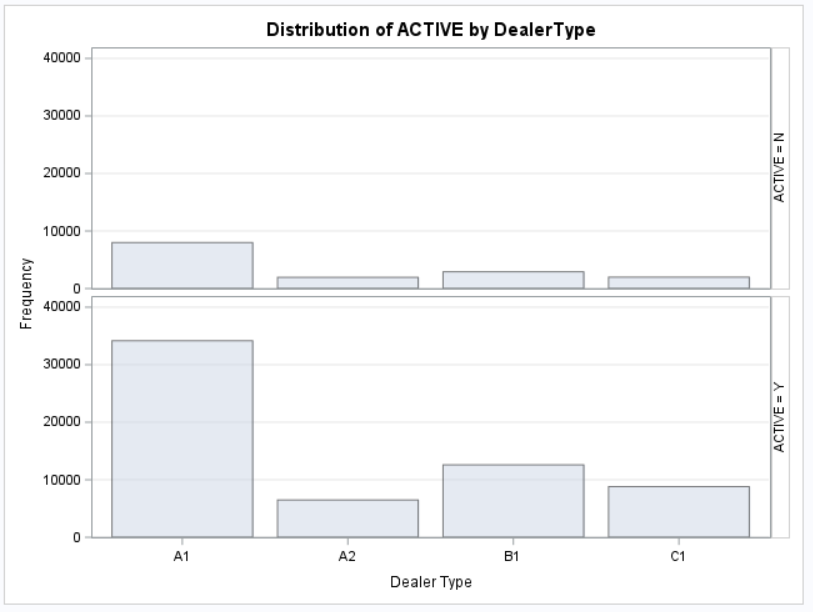 Distribution of ACTIVE by DealerType
40000
30000
20000
10000
0
ACTIVE = N
Frequency
40000
30000
20000
10000
0
ACTIVE = Y
A1 A2 B1 C1
Dealer Type